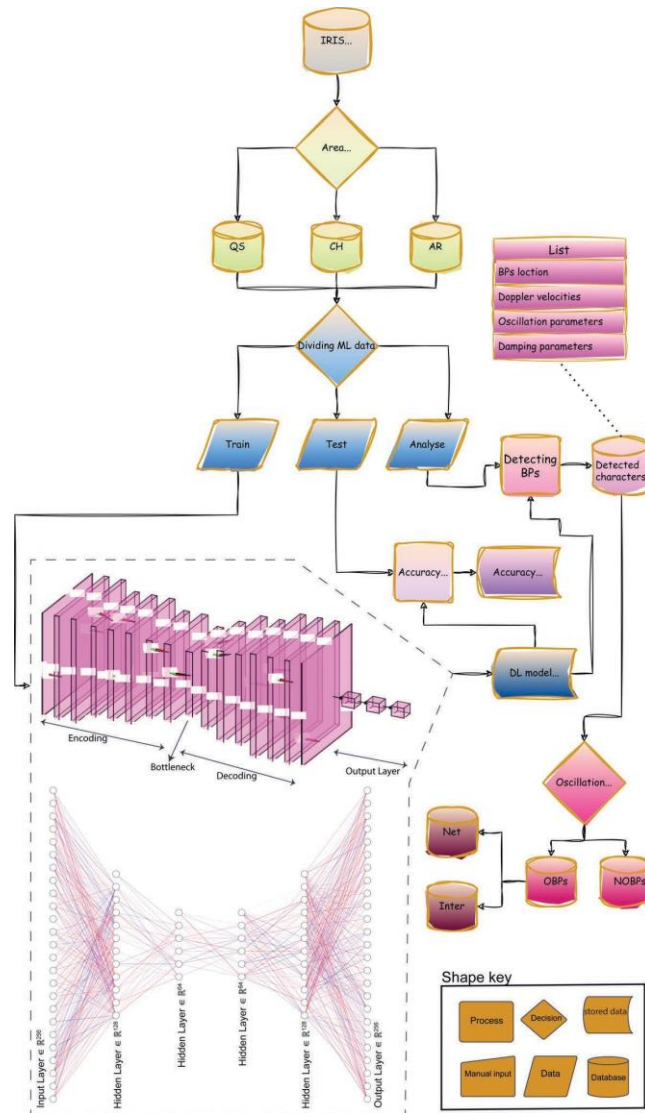 IRIS...
Area...
QS
CH
AR
List
BPs loction
Doppler velocities
Oscillation parameters
Damping parameters
Dividing ML data
Train
Test
Analyse
Detecting
BPs
Detected
characters
Accuracy...
Accuracy...
DL model...
Encoding
Bottleneck
Decoding
Output Layer
Oscillation...
Net
Inter
OBPs
NOBPs
Input Layer ∈ ℝ²⁵⁶
Hidden Layer ∈ ℝ¹²⁸
Hidden Layer ∈ ℝ⁶⁴
Hidden Layer ∈ ℝ⁶⁴
Hidden Layer ∈ ℝ¹²⁸
Output Layer ∈ ℝ²⁵⁶
Shape key
Process
Decision
stored data
Manual input
Data
Database